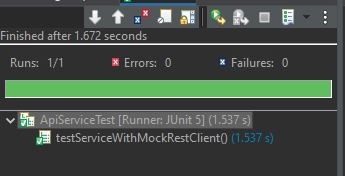 Finished after 1.672 seconds
Runs: 1/1 Errors: 0 Failures: 0
ApiServiceTest [Runner: JUnit 5] (1.537 s)
testServiceWithMockRestClient() (1.537 s)